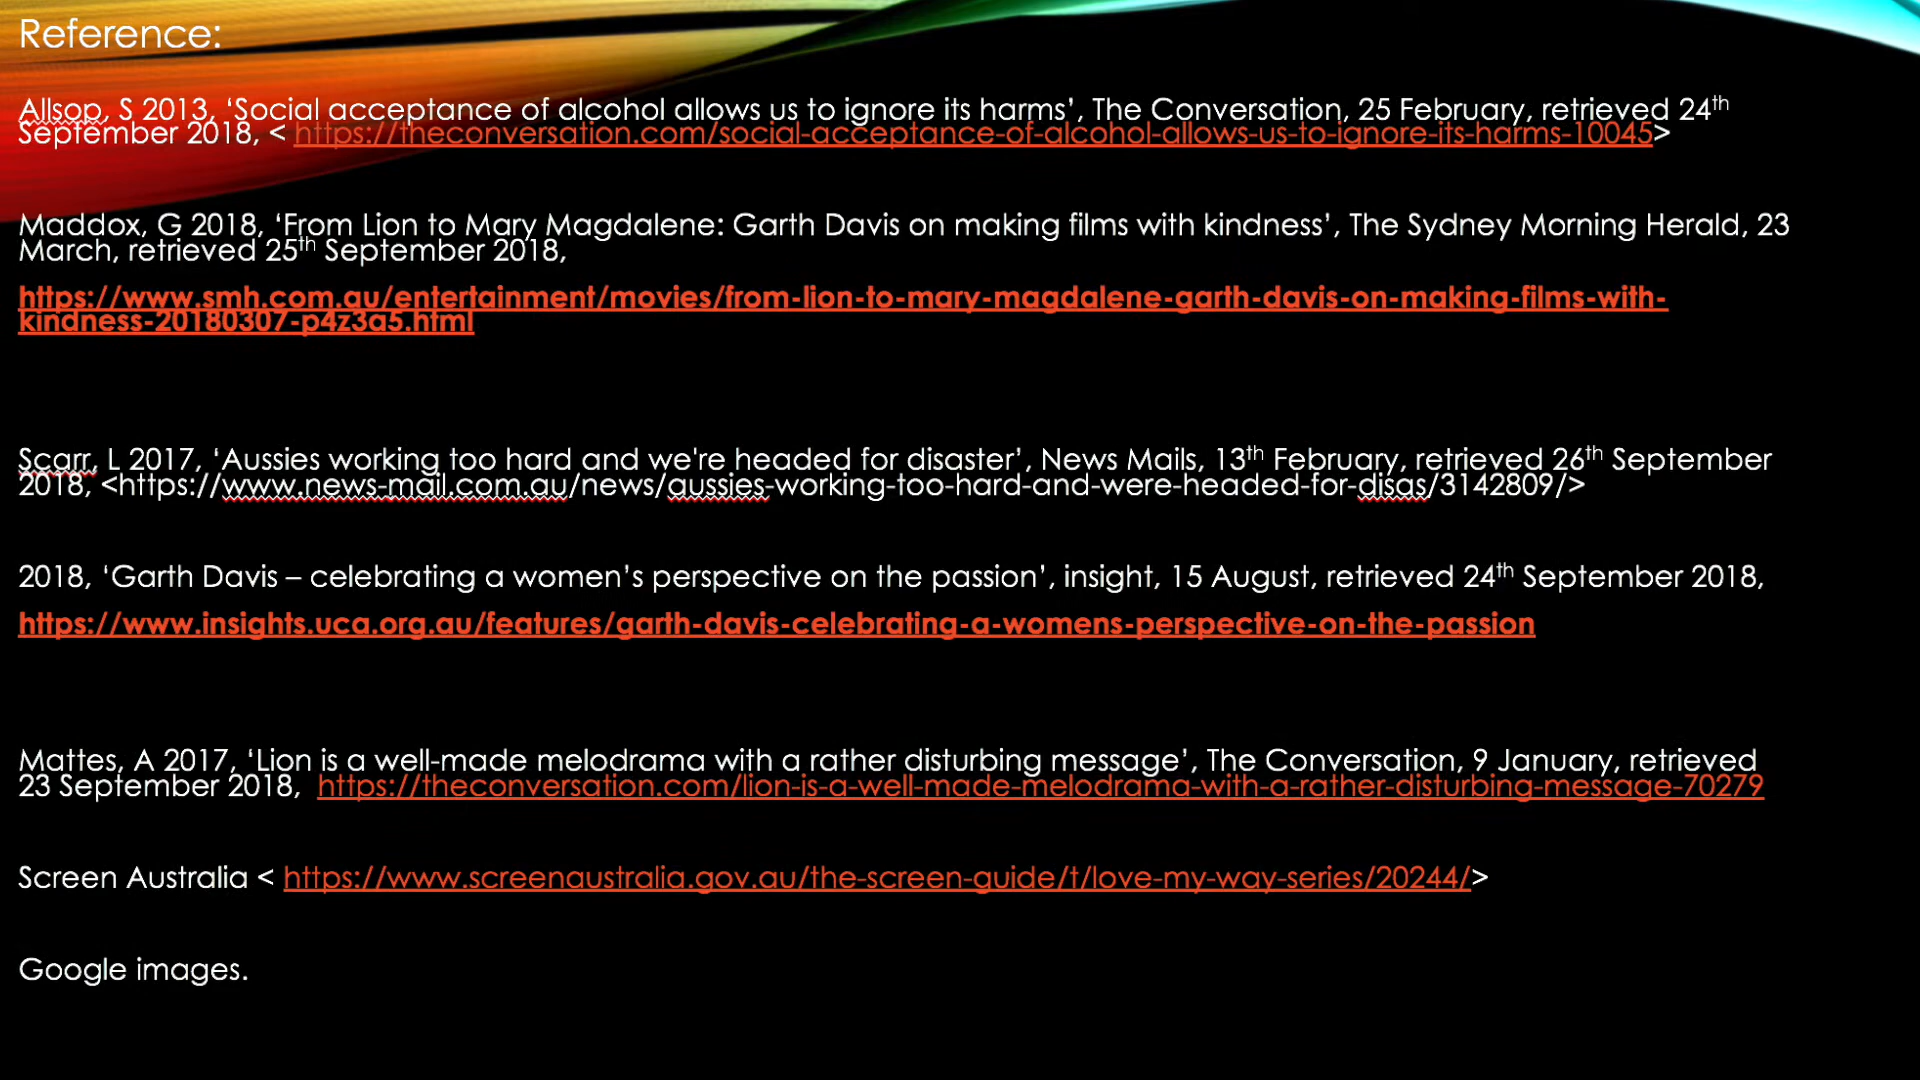 Reference:
Allsop, S 2013, ‘Social acceptance of alcohol allows us to ignore its harms’, The Conversation, 25 February, retrieved 24th
September 2018, < https://theconversation.com/social-acceptance-of-alcohol-allows-us-to-ignore-its-harms-10045>
Maddox, G 2018, ‘From Lion to Mary Magdalene: Garth Davis on making films with kindness’, The Sydney Morning Herald, 23
March, retrieved 25th September 2018,
https://www.smh.com.au/entertainment/movies/from-lion-to-mary-magdalene-garth-davis-on-making-films-with-
kindness-20180307-p4z3a5.html
Scarr, L 2017, ‘Aussies working too hard and we're headed for disaster’, News Mails, 13th February, retrieved 26th September
2018, <https://www.news-mail.com.au/news/aussies-working-too-hard-and-were-headed-for-disas/3142809/>
2018, ‘Garth Davis – celebrating a women’s perspective on the passion’, insight, 15 August, retrieved 24th September 2018,
https://www.insights.uca.org.au/features/garth-davis-celebrating-a-womens-perspective-on-the-passion
Mattes, A 2017, ‘Lion is a well-made melodrama with a rather disturbing message’, The Conversation, 9 January, retrieved
23 September 2018, https://theconversation.com/lion-is-a-well-made-melodrama-with-a-rather-disturbing-message-70279
Screen Australia < https://www.screenaustralia.gov.au/the-screen-guide/t/love-my-way-series/20244/>
Google images.